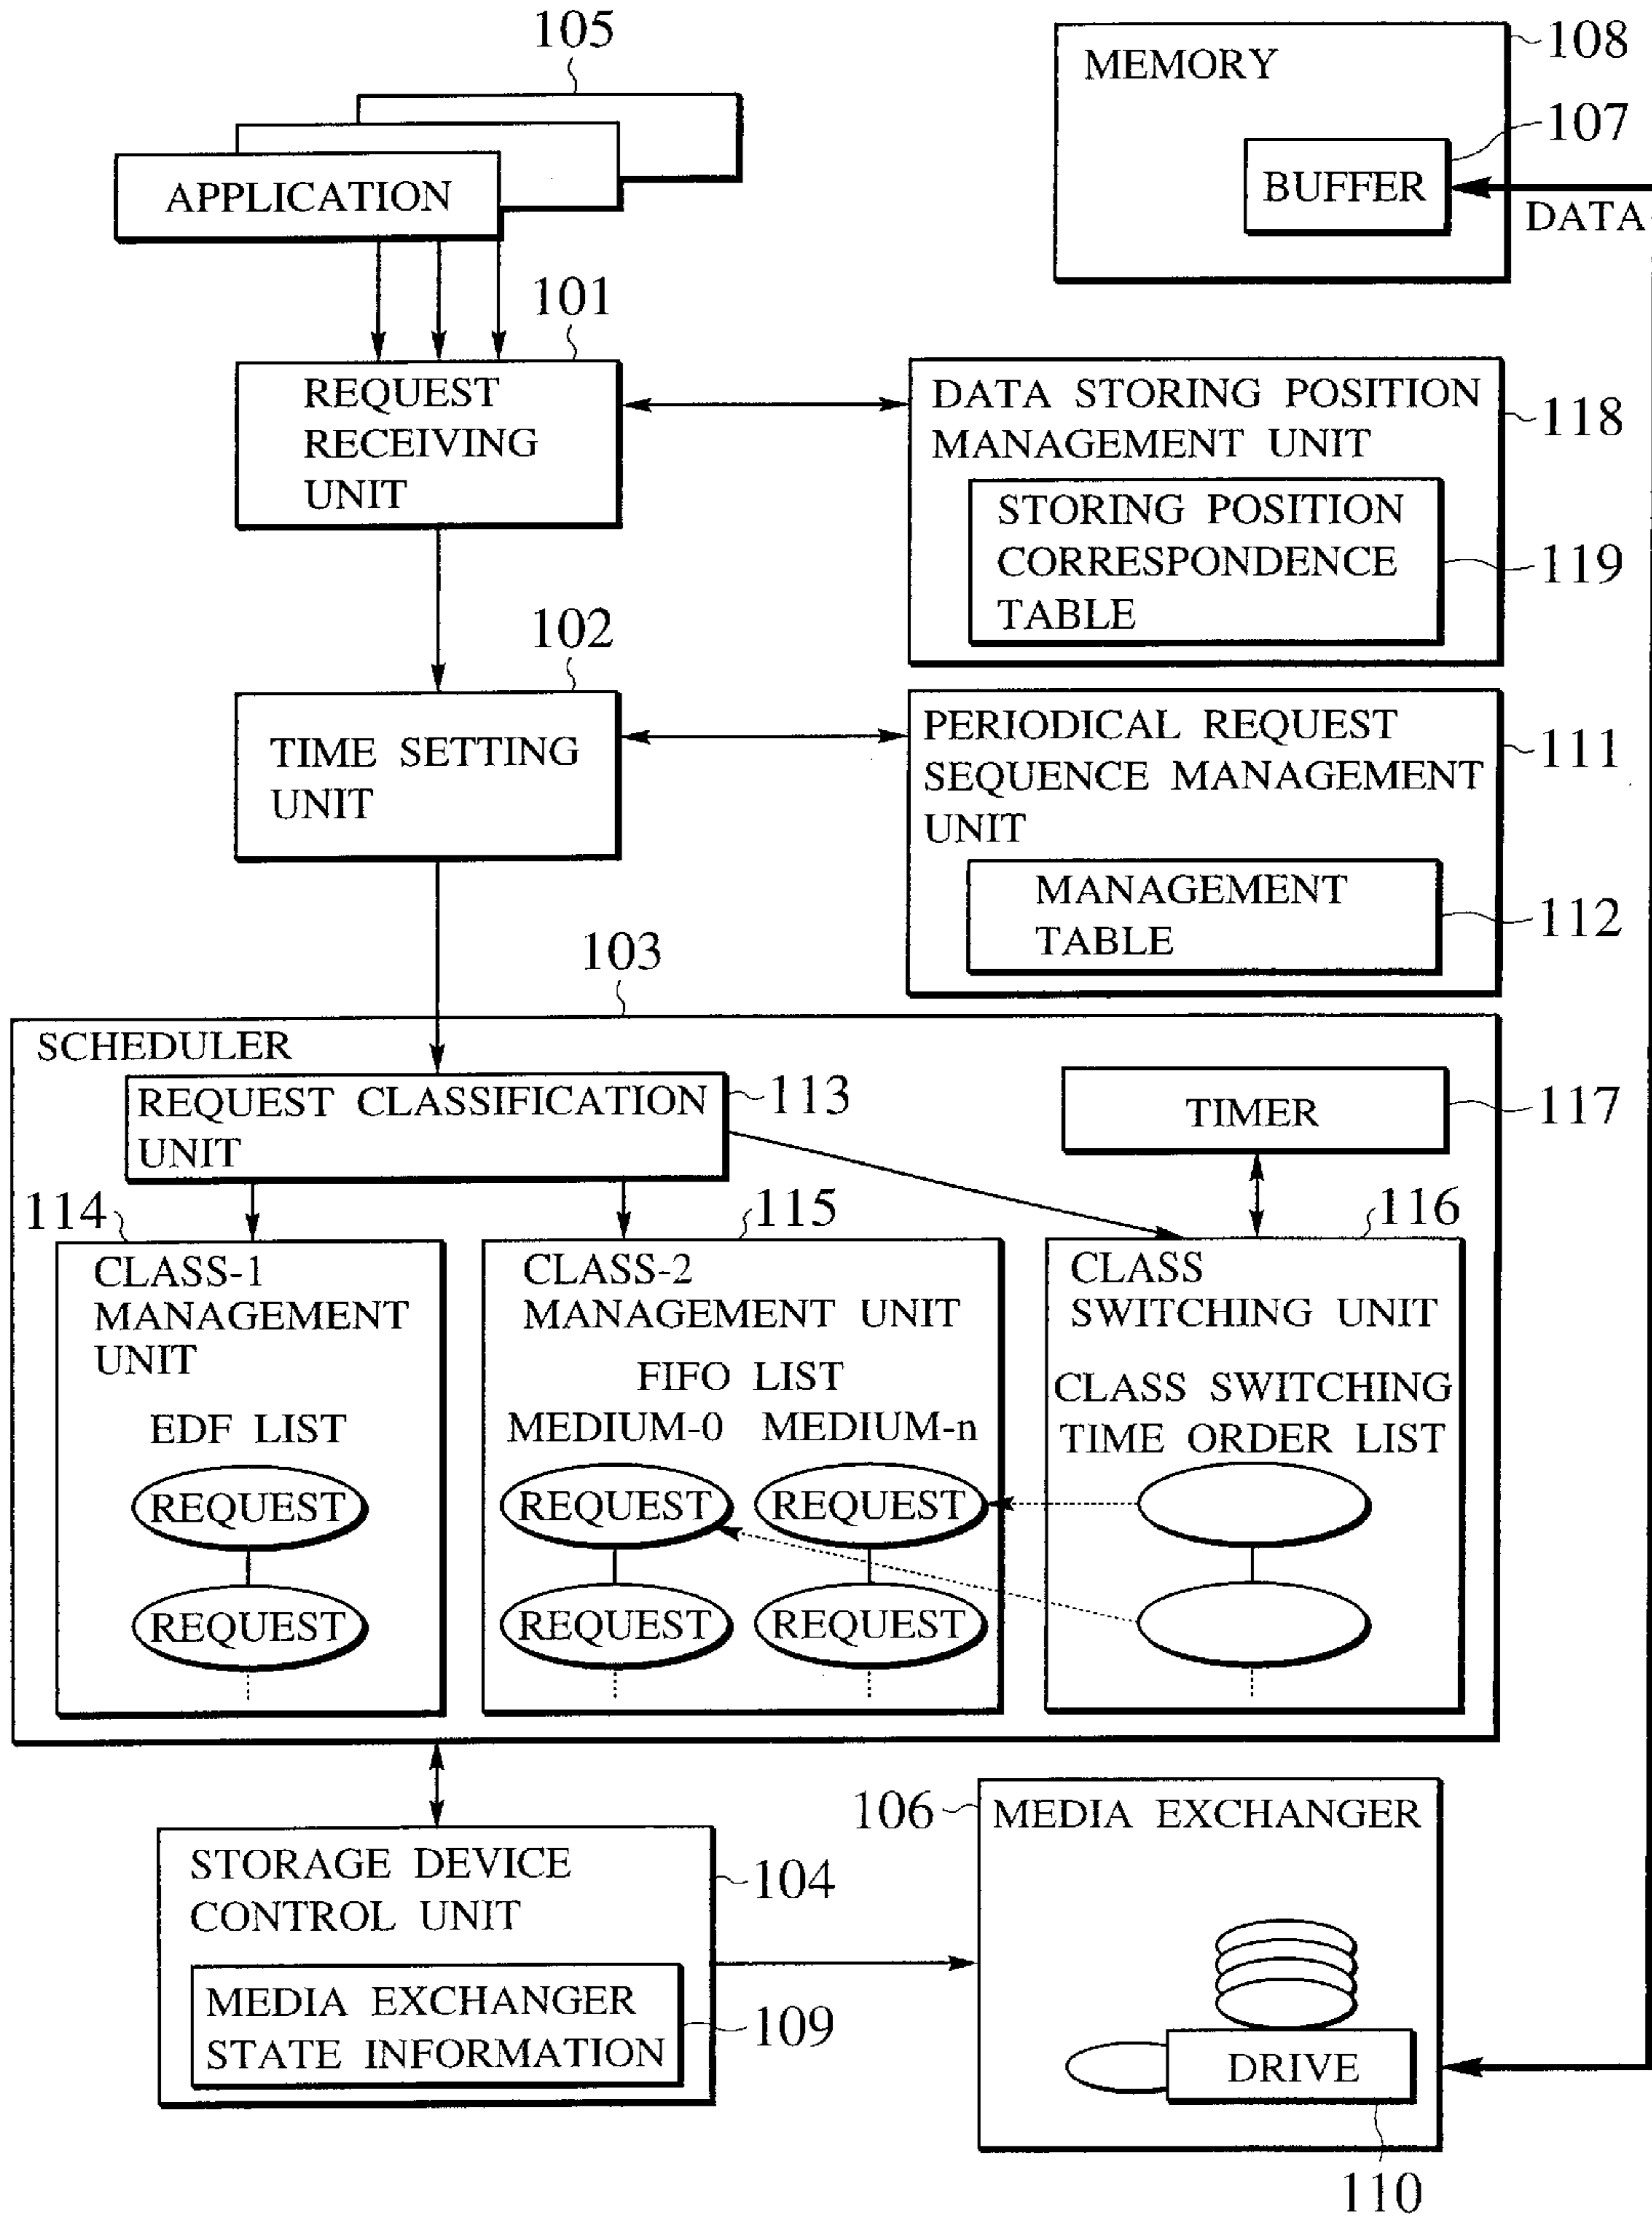 105
APPLICATION
MEMORY
108
107
BUFFER
DATA
101
REQUEST
RECEIVING
UNIT
DATA STORING POSITION
MANAGEMENT UNIT
118
STORING POSITION
CORRESPONDENCE
TABLE
119
102
TIME SETTING
UNIT
PERIODICAL REQUEST
SEQUENCE MANAGEMENT
UNIT
111
MANAGEMENT
TABLE
112
103
SCHEDULER
REQUEST CLASSIFICATION
UNIT
113
TIMER
117
114
CLASS-1
MANAGEMENT
UNIT
EDF LIST
REQUEST
REQUEST
115
CLASS-2
MANAGEMENT UNIT
FIFO LIST
MEDIUM-0 MEDIUM-n
REQUEST REQUEST
REQUEST REQUEST
116
CLASS
SWITCHING UNIT
CLASS SWITCHING
TIME ORDER LIST
STORAGE DEVICE
CONTROL UNIT
104
MEDIA EXCHANGER
STATE INFORMATION
109
106
MEDIA EXCHANGER
DRIVE
110